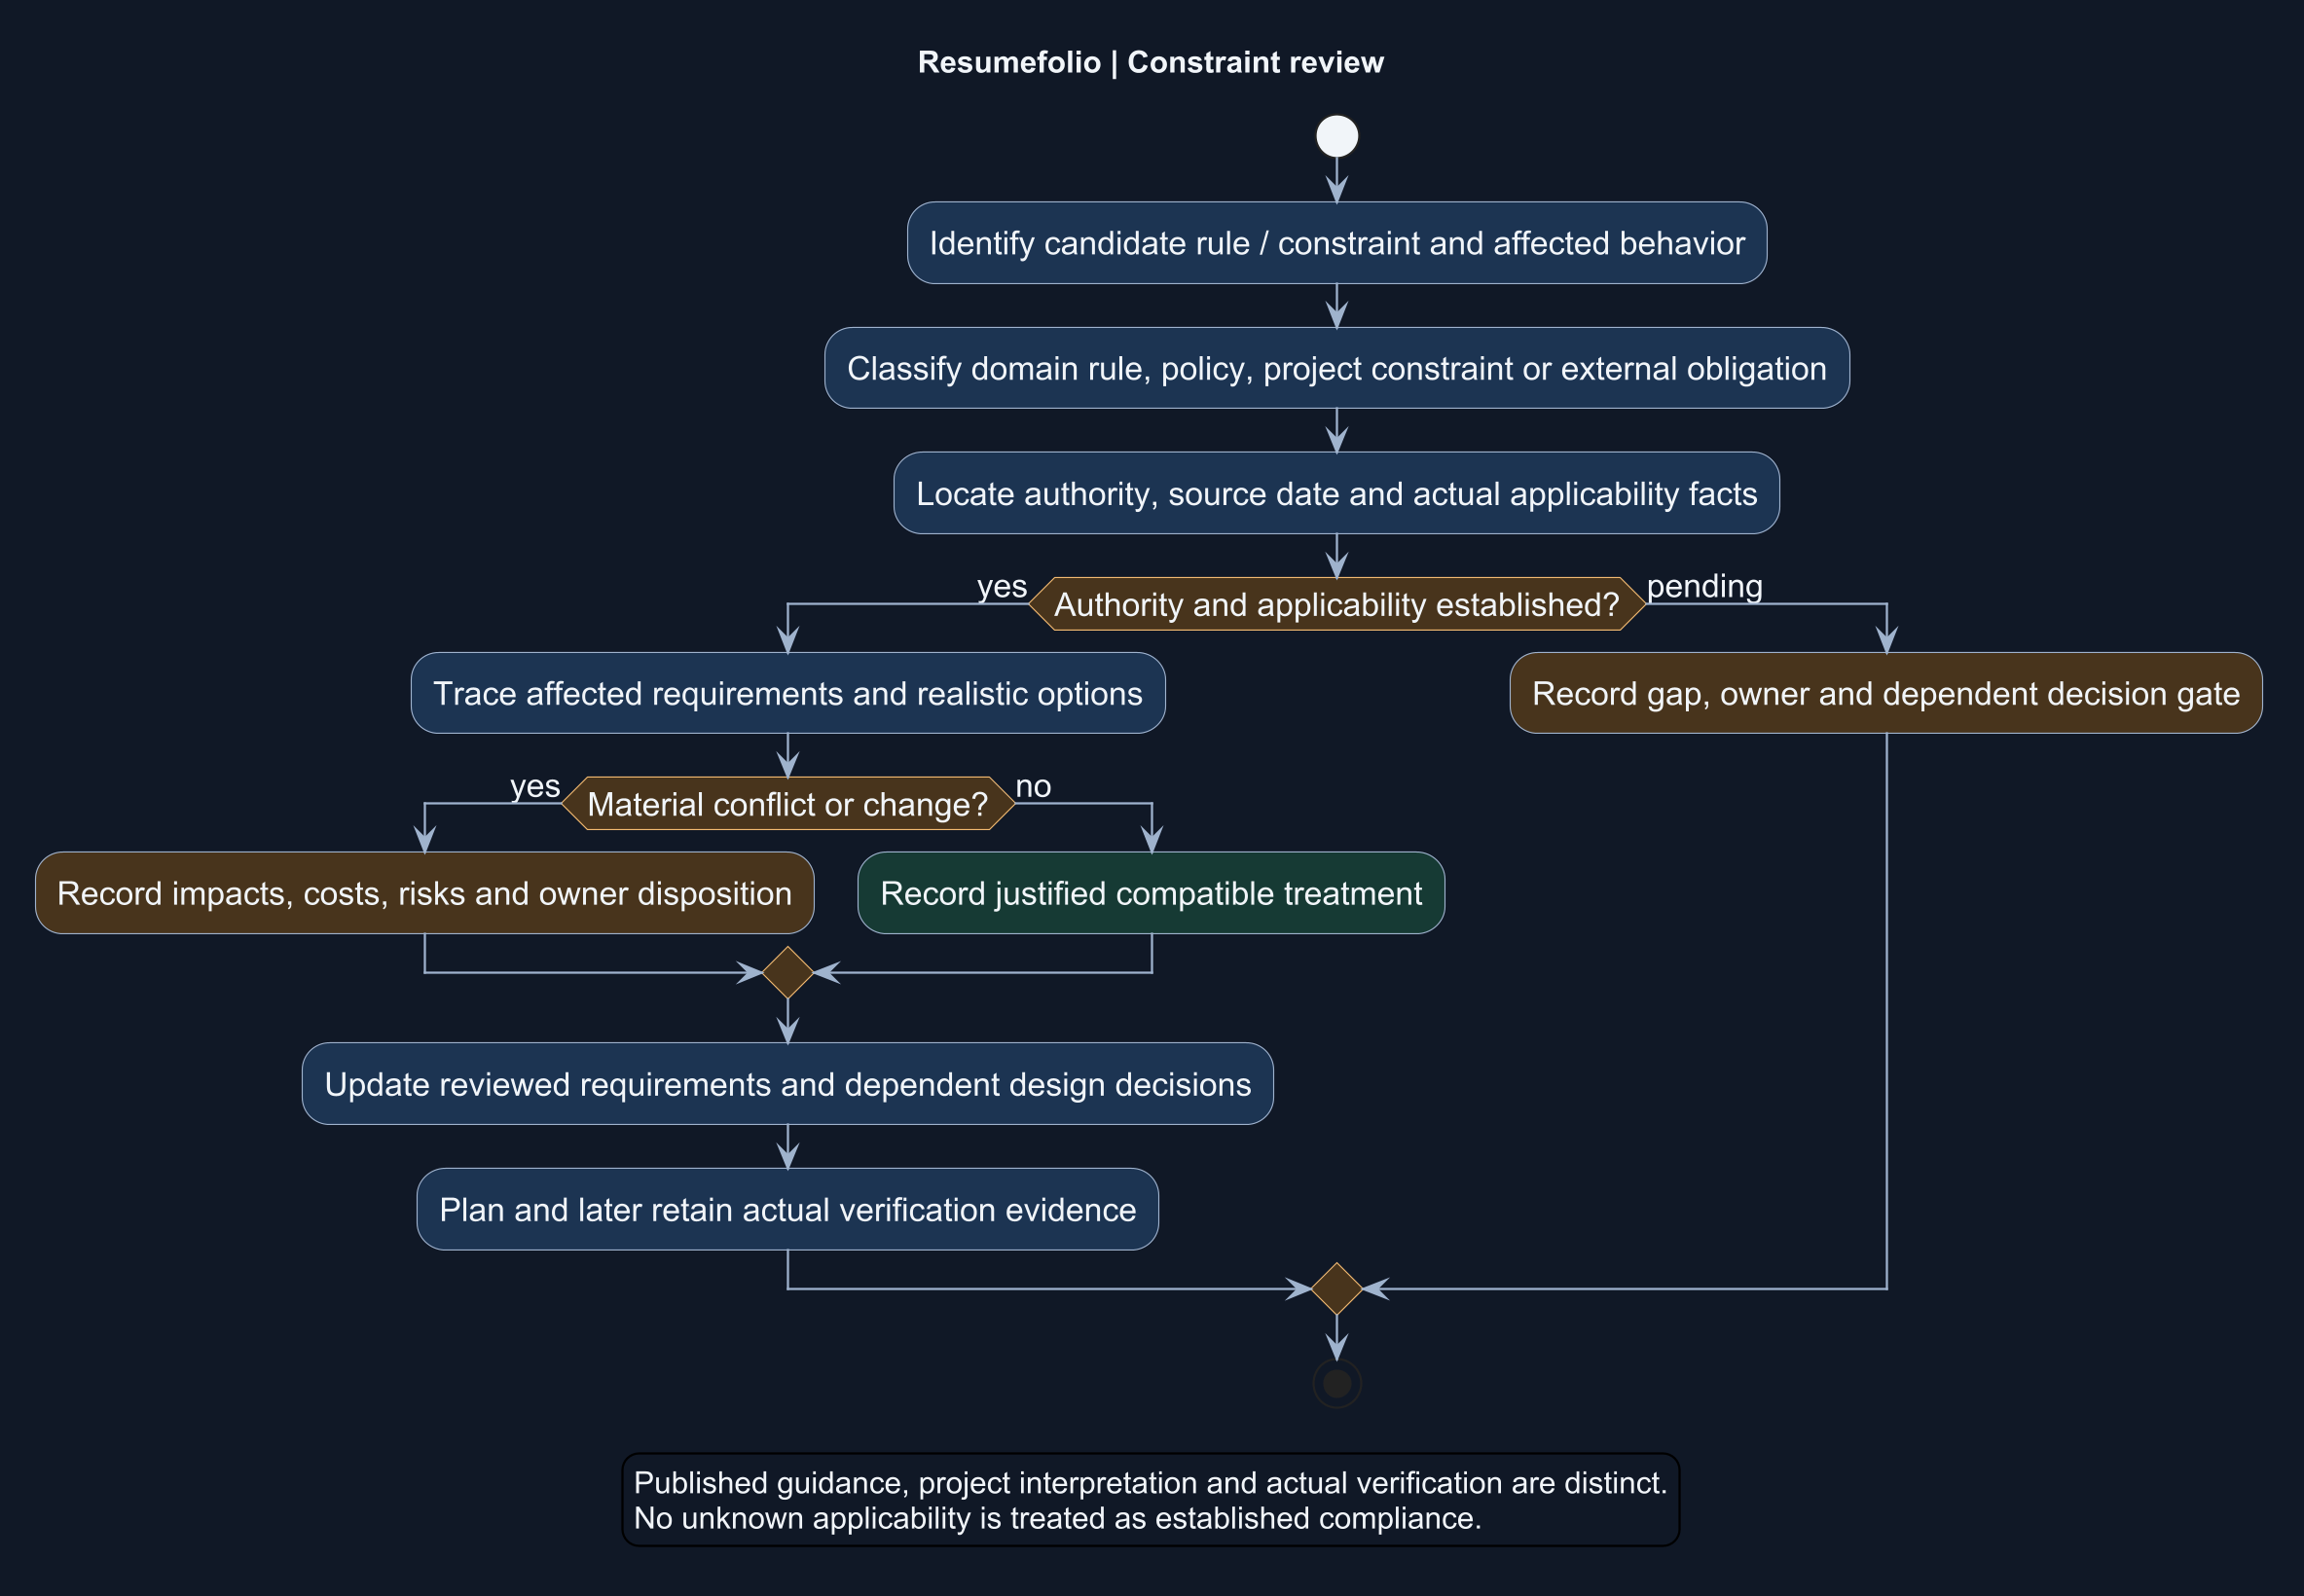 Resumefolio | Constraint review
Identify candidate rule / constraint and affected behavior
Classify domain rule, policy, project constraint or external obligation
Locate authority, source date and actual applicability facts
yes
Authority and applicability established?
pending
Trace affected requirements and realistic options
Record gap, owner and dependent decision gate
yes
Material conflict or change?
no
Record impacts, costs, risks and owner disposition
Record justified compatible treatment
Update reviewed requirements and dependent design decisions
Plan and later retain actual verification evidence
Published guidance, project interpretation and actual verification are distinct.
No unknown applicability is treated as established compliance.